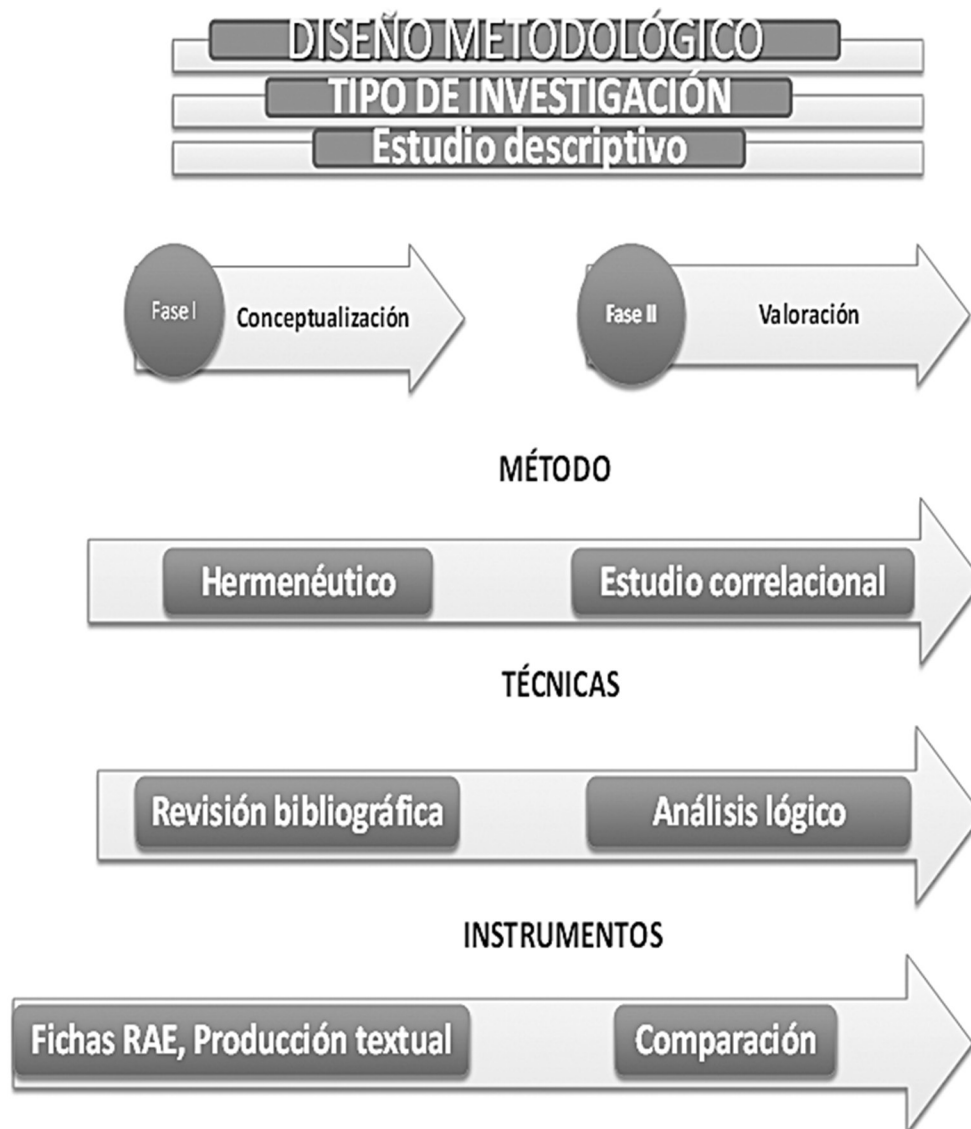 DISEÑO METODOLÓGICO
TIPO DE INVESTIGACIÓN
Estudio descriptivo
Fase I
Conceptualización
Fase II
Valoración
MÉTODO
Hermenéutico
Estudio correlacional
TÉCNICAS
Revisión bibliográfica
Análisis lógico
INSTRUMENTOS
Fichas RAE, Producción textual
Comparación